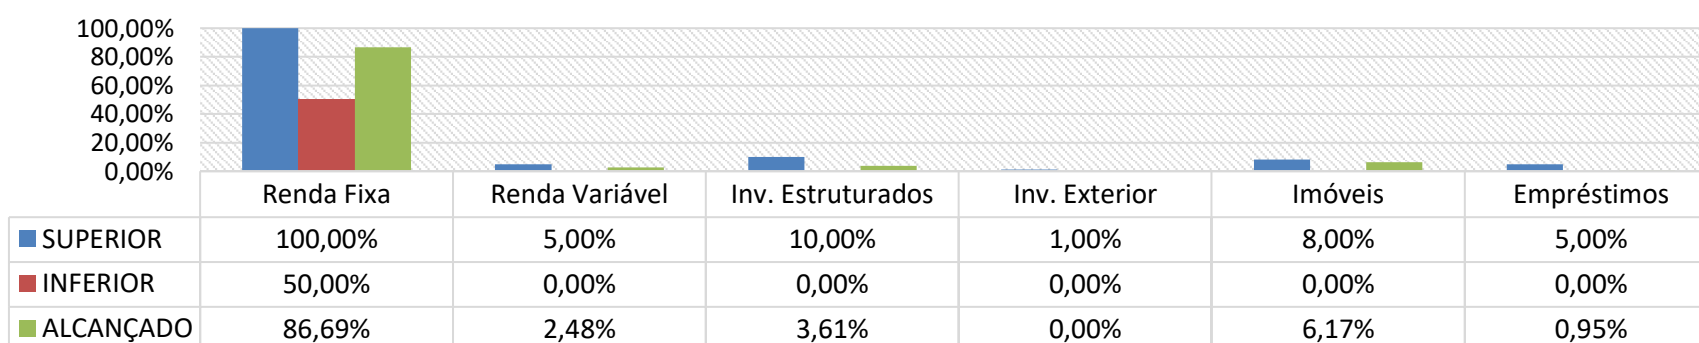 100,00%
80,00%
60,00%
40,00%
20,00%
0,00%
Renda Fixa Renda Variável Inv. Estruturados Inv. Exterior Imóveis Empréstimos
SUPERIOR 100,00% 5,00% 10,00% 1,00% 8,00% 5,00%
INFERIOR 50,00% 0,00% 0,00% 0,00% 0,00% 0,00%
ALCANÇADO 86,69% 2,48% 3,61% 0,00% 6,17% 0,95%